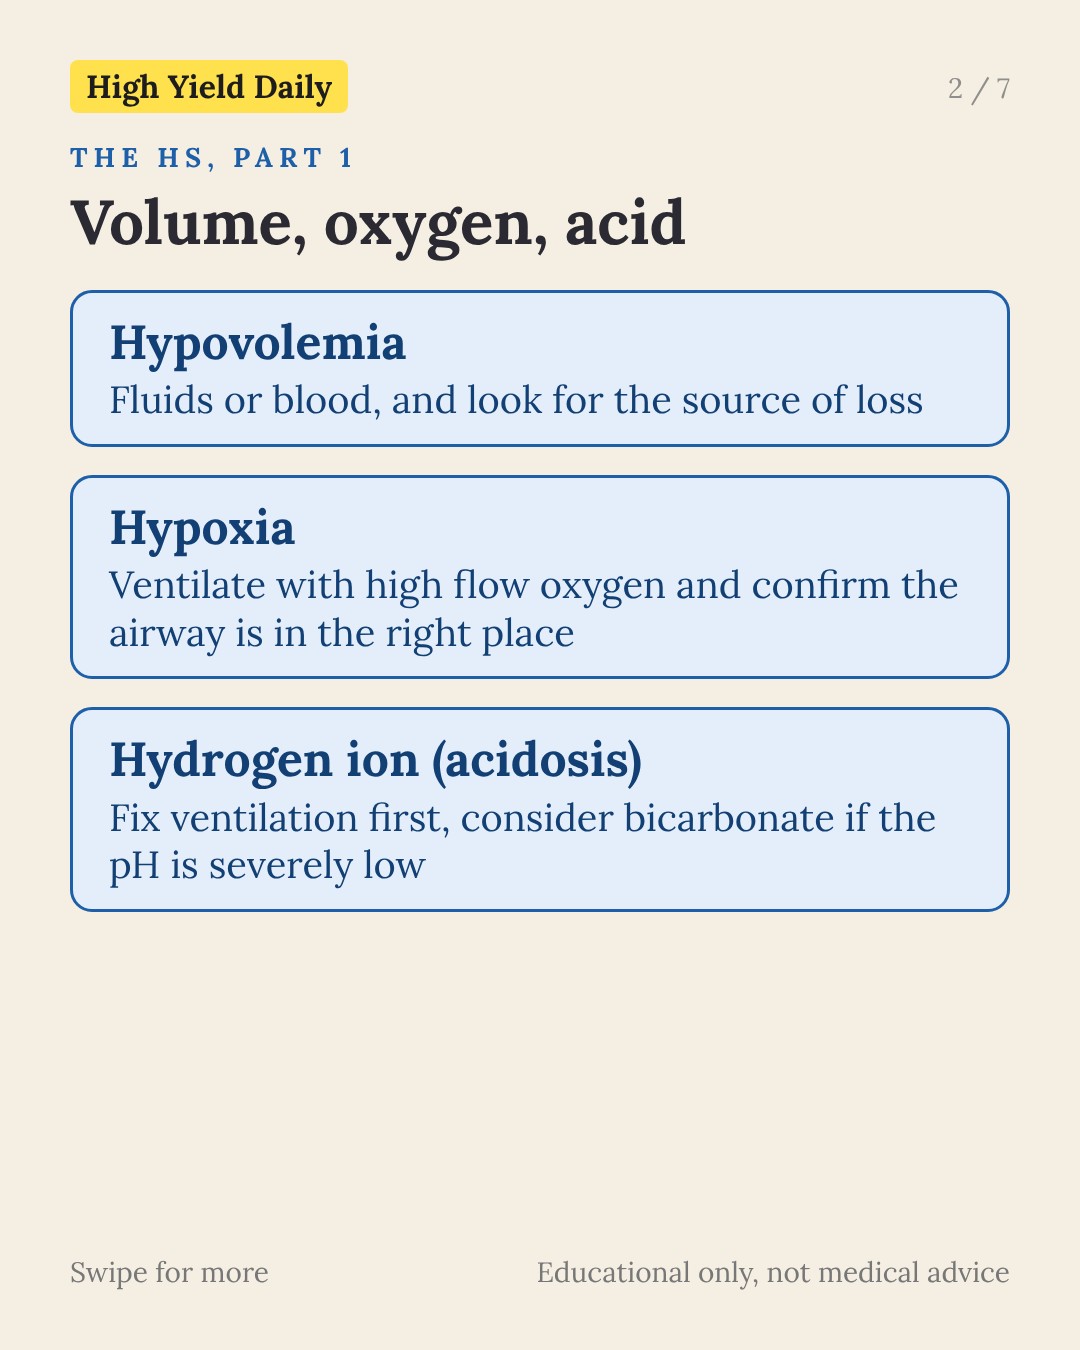 High Yield Daily
2 / 7
THE HS, PART 1
Volume, oxygen, acid
Hypovolemia
Fluids or blood, and look for the source of loss
Hypoxia
Ventilate with high flow oxygen and confirm the
airway is in the right place
Hydrogen ion (acidosis)
Fix ventilation first, consider bicarbonate if the
pH is severely low
Swipe for more
Educational only, not medical advice